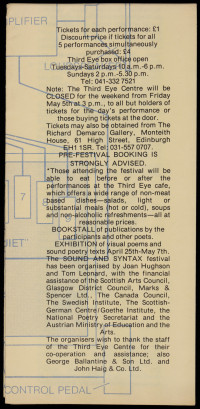 PLIFIER
Tickets for each performance: £1
Discount price if tickets for all
5 performances simultaneously
purchased: £4
Third Eye box office open
Tuesdays-Saturdays 10 a.m.-6 p.m.
Sundays 2 p.m.-5.30 p.m.
Tel: 041-332 7521
Note: The Third Eye Centre will be
CLOSED for the weekend from Friday
May 5th at 3 p.m., to all but holders of
tickets for the day's performance or
those buying tickets at the door.
Tickets may also be obtained from The
Richard Demarco Gallery, Monteith
House, 61 High Street, Edinburgh
EH1 1SR. Tel: 031-557 0707.
PRE-FESTIVAL BOOKING IS
STRONGLY ADVISED.
*Those attending the festival will be
able to eat before or after the
performances at the Third Eye cafe,
which offers a wide range of non-meat
based dishes—salads, light or
substantial meals (hot or cold), soups
and non-alcoholic refreshments—all at
reasonable prices.
BOOKSTALL of publications by the
participants and other poets.
EXHIBITION of visual poems and
sound poetry texts April 25th-May 7th.
The SOUND AND SYNTAX festival
has been organised by Joan Hughson
and Tom Leonard, with the financial
assistance of the Scottish Arts Council,
Glasgow District Council, Marks &
Spencer Ltd., The Canada Council,
The Swedish Institute, The Scottish-
German Centre/Goethe Institute, the
National Poetry Secretariat and the
Austrian Ministry of Education and the
Arts.
The organisers wish to thank the staff
of the Third Eye Centre for their
co-operation and assistance; also
George Ballantine & Son Ltd. and
John Haig & Co. Ltd.
7
CONTROL PEDAL